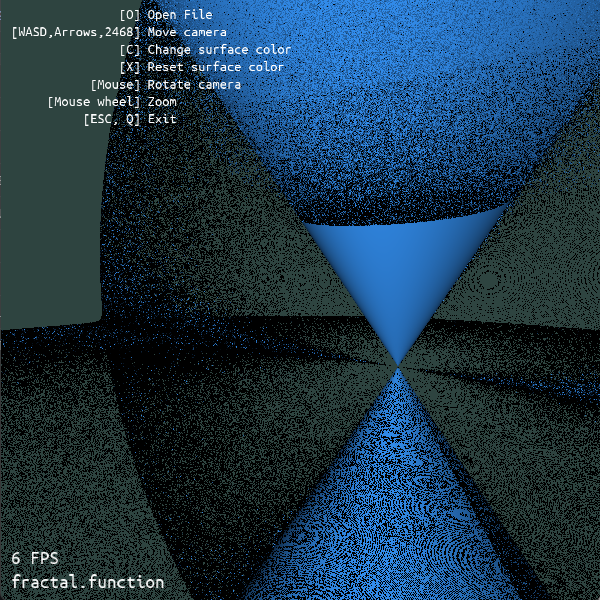 [O] Open File
[WASD,Arrows,2468] Move camera
[C] Change surface color
[X] Reset surface color
[Mouse] Rotate camera
[Mouse wheel] Zoom
[ESC, Q] Exit
6 FPS
fractal.function